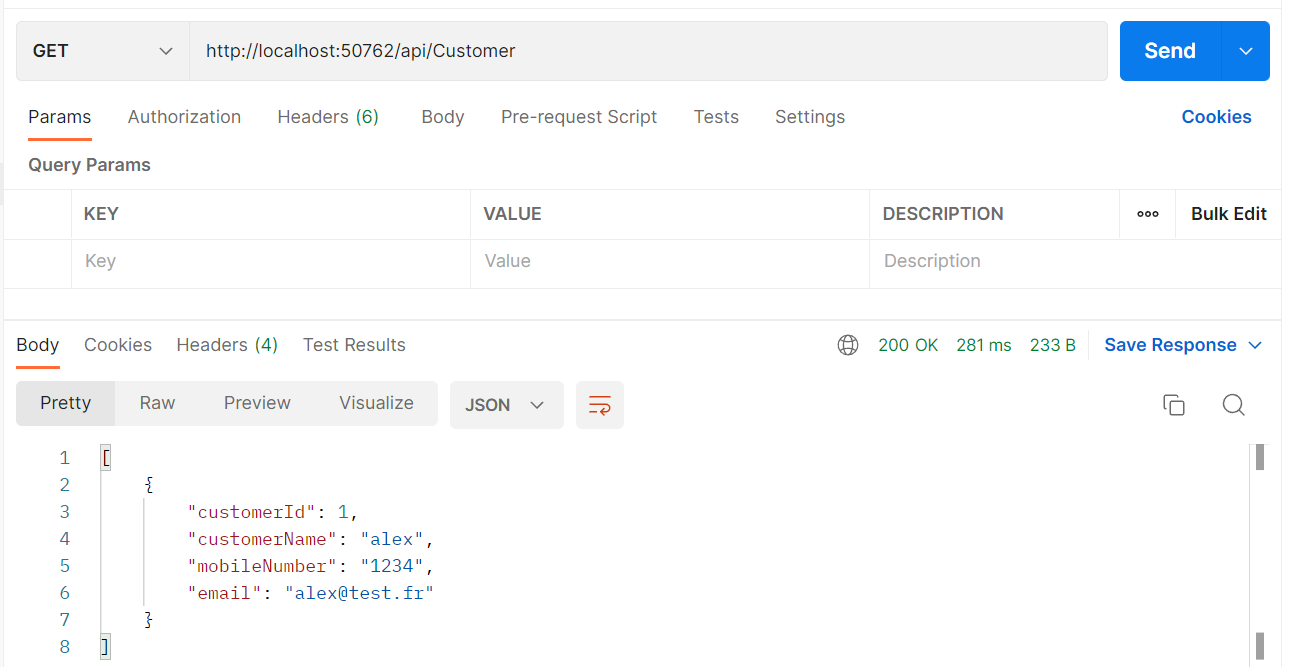 GET http://localhost:50762/api/Customer Send
Params Authorization Headers (6) Body Pre-request Script Tests Settings Cookies
Query Params
KEY VALUE DESCRIPTION ooo Bulk Edit
Key Value Description
Body Cookies Headers (4) Test Results 200 OK 281 ms 233 B Save Response
Pretty Raw Preview Visualize JSON
1 [
2 {
3 "customerId": 1,
4 "customerName": "alex",
5 "mobileNumber": "1234",
6 "email": "alex@test.fr"
7 }
8 ]